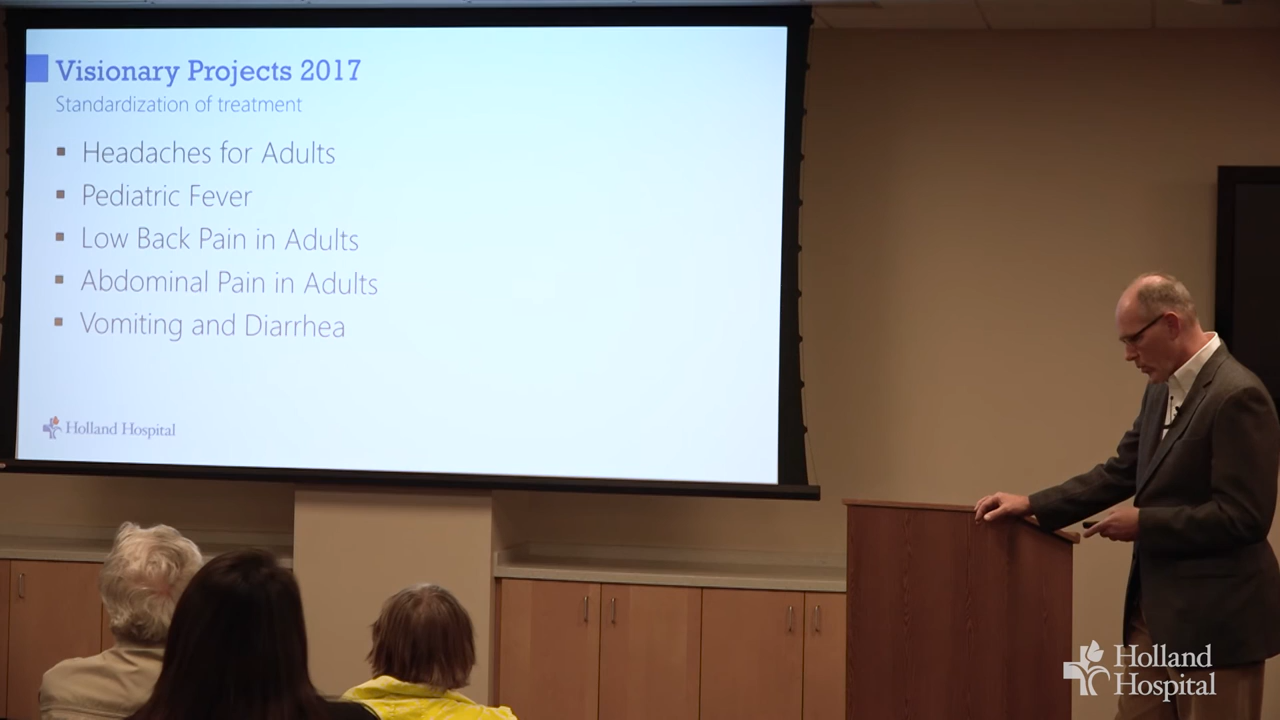 Visionary Projects 2017
Standardization of treatment
Headaches for Adults
Pediatric Fever
Low Back Pain in Adults
Abdominal Pain in Adults
Vomiting and Diarrhea
Holland Hospital
Holland
Hospital